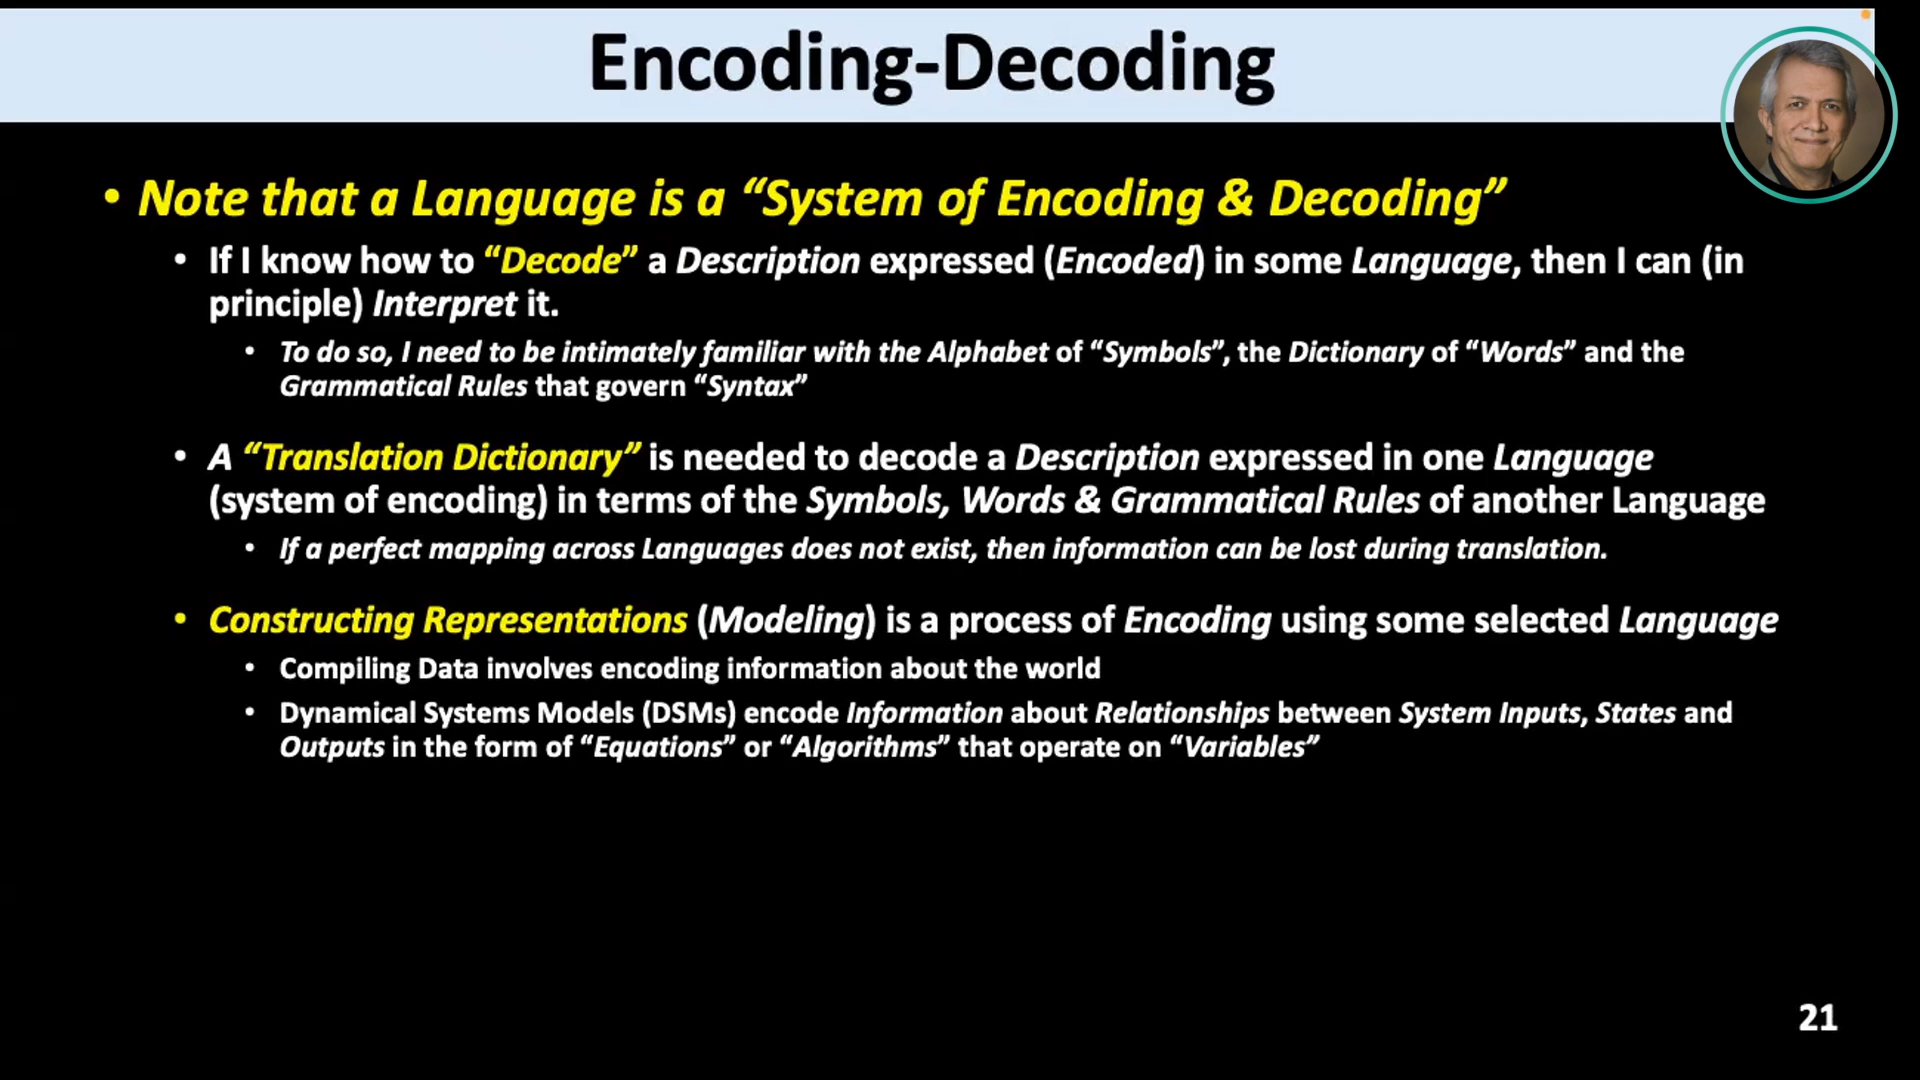 Encoding-Decoding
• Note that a Language is a “System of Encoding & Decoding”
• If I know how to “Decode” a Description expressed (Encoded) in some Language, then I can (in
principle) Interpret it.
• To do so, I need to be intimately familiar with the Alphabet of “Symbols”, the Dictionary of “Words” and the
Grammatical Rules that govern “Syntax”
• A “Translation Dictionary” is needed to decode a Description expressed in one Language
(system of encoding) in terms of the Symbols, Words & Grammatical Rules of another Language
• If a perfect mapping across Languages does not exist, then information can be lost during translation.
• Constructing Representations (Modeling) is a process of Encoding using some selected Language
• Compiling Data involves encoding information about the world
• Dynamical Systems Models (DSMs) encode Information about Relationships between System Inputs, States and
Outputs in the form of “Equations” or “Algorithms” that operate on “Variables”
21